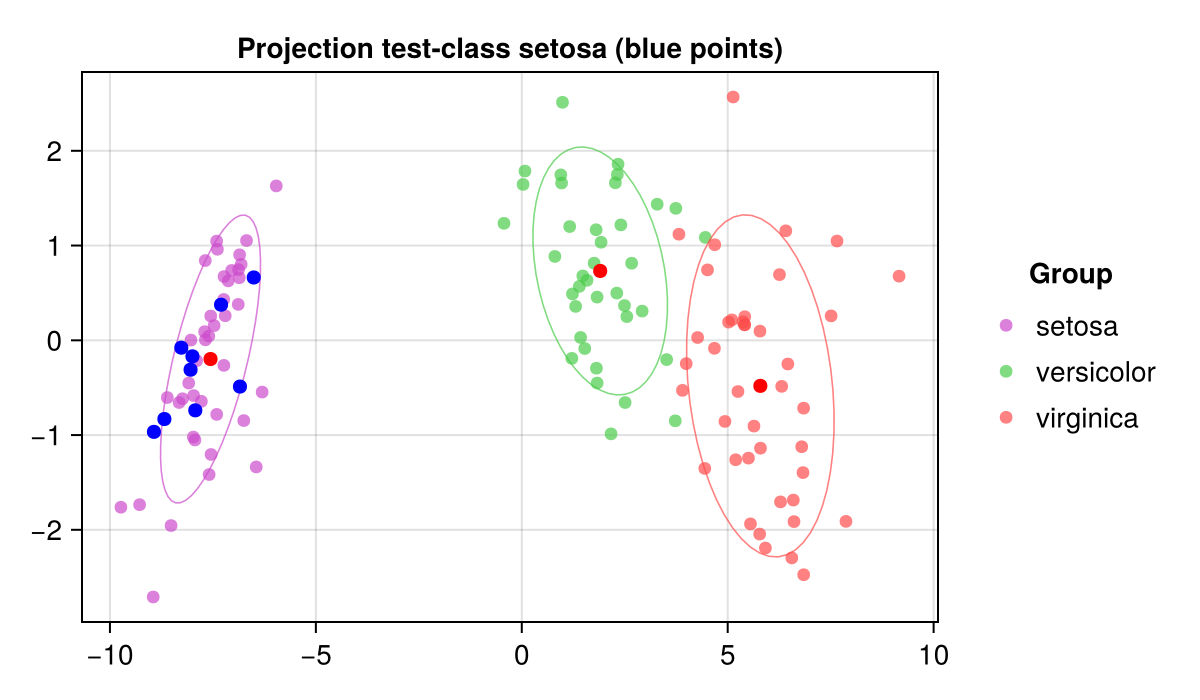 Projection test-class setosa (blue points)
2
1
0
−1
−2
−10
−5
0
5
10
Group
setosa
versicolor
virginica